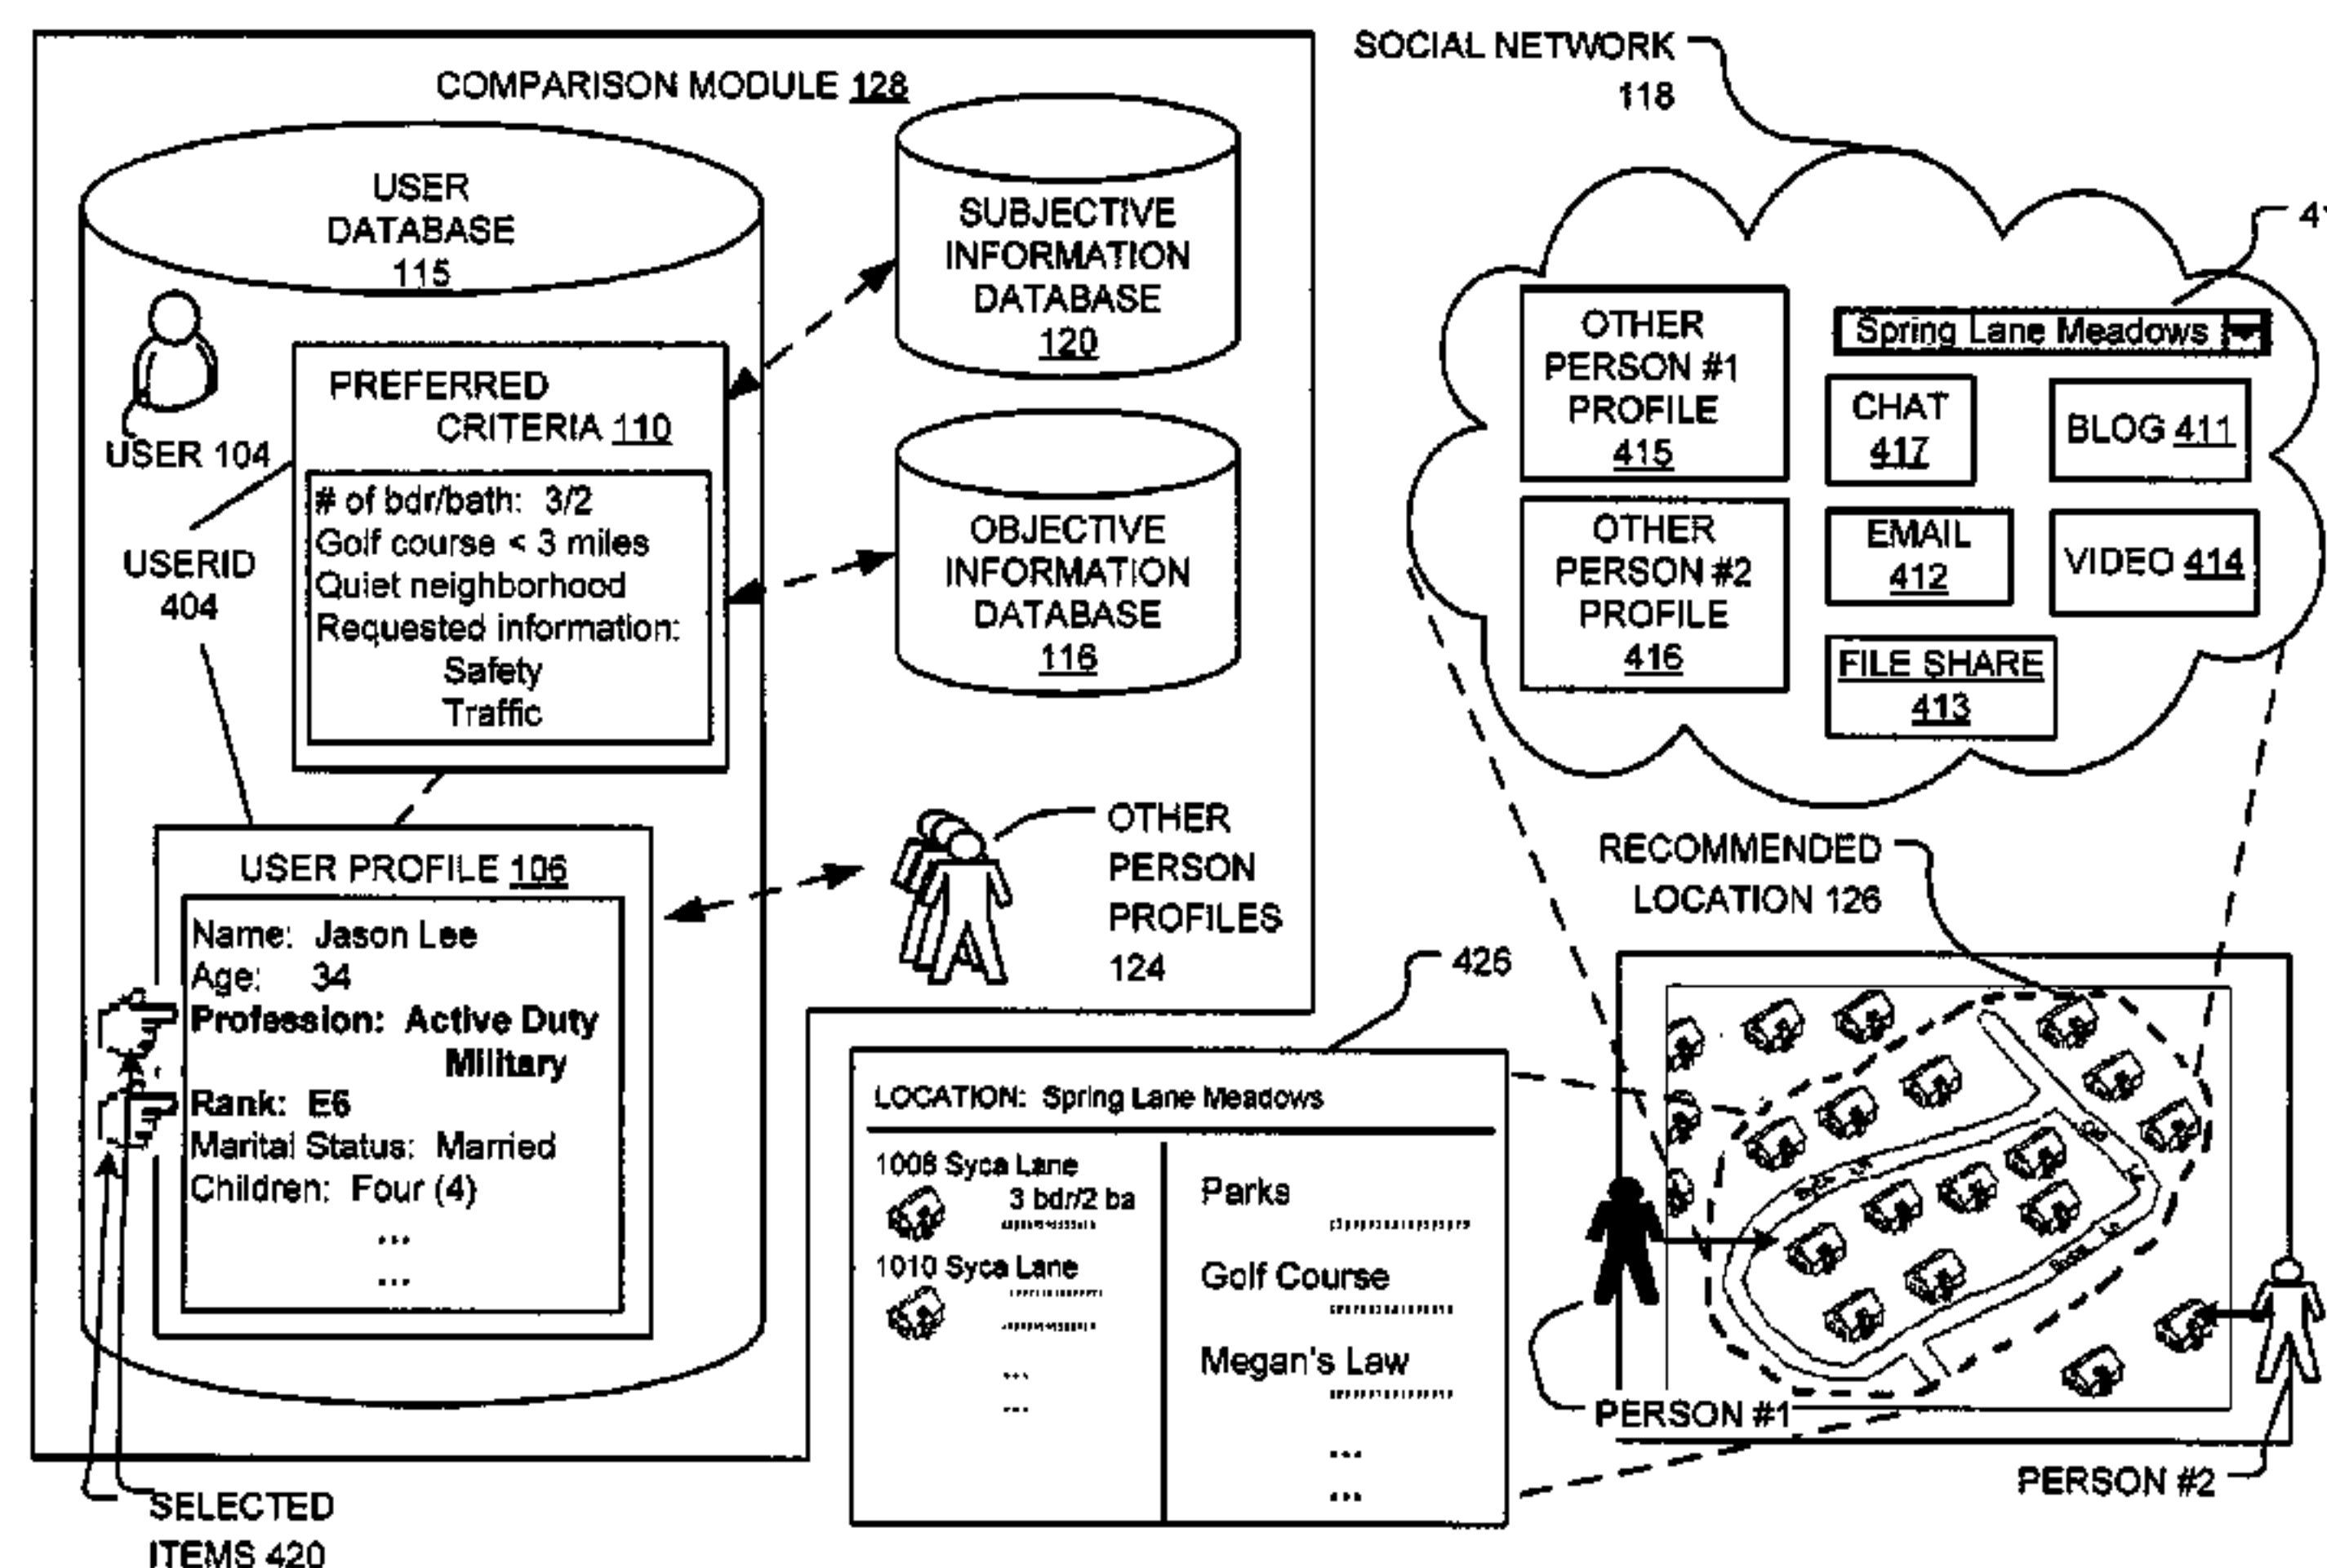 COMPARISON MODULE 128
USER
DATABASE
115
USER 104
USERID
404
PREFERRED
CRITERIA 110
# of bdr/bath: 3/2
Golf course < 3 miles
Quiet neighborhood
Requested information:
Safety
Traffic
SUBJECTIVE
INFORMATION
DATABASE
120
OBJECTIVE
INFORMATION
DATABASE
116
USER PROFILE 106
Name: Jason Lee
Age: 34
Profession: Active Duty
Military
Rank: E6
Marital Status: Married
Children: Four (4)
...
...
SELECTED
ITEMS 420
OTHER
PERSON
PROFILES
124
SOCIAL NETWORK
118
OTHER
PERSON #1
PROFILE
415
OTHER
PERSON #2
PROFILE
416
Spring Lane Meadows
CHAT
417
BLOG 411
EMAIL
412
VIDEO 414
FILE SHARE
413
RECOMMENDED
LOCATION 126
426
LOCATION: Spring Lane Meadows
1008 Syca Lane
3 bdr/2 ba
1010 Syca Lane
...
...
Parks
Golf Course
Megan's Law
...
...
PERSON #1
PERSON #2